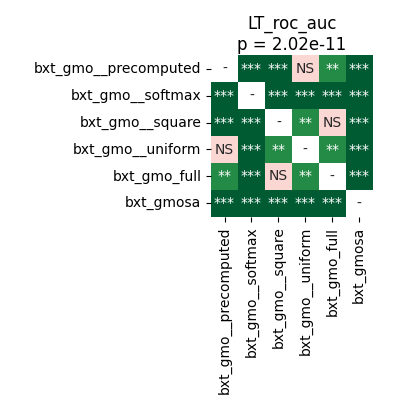 LT_roc_auc
p = 2.02e-11
bxt_gmo__precomputed - *** *** NS ** ***
bxt_gmo__softmax *** - *** *** *** ***
bxt_gmo__square *** *** - ** NS ***
bxt_gmo__uniform NS *** ** - ** ***
bxt_gmo_full ** *** NS ** - ***
bxt_gmosa *** *** *** *** *** -
bxt_gmo__precomputed
bxt_gmo__softmax
bxt_gmo__square
bxt_gmo__uniform
bxt_gmo_full
bxt_gmosa